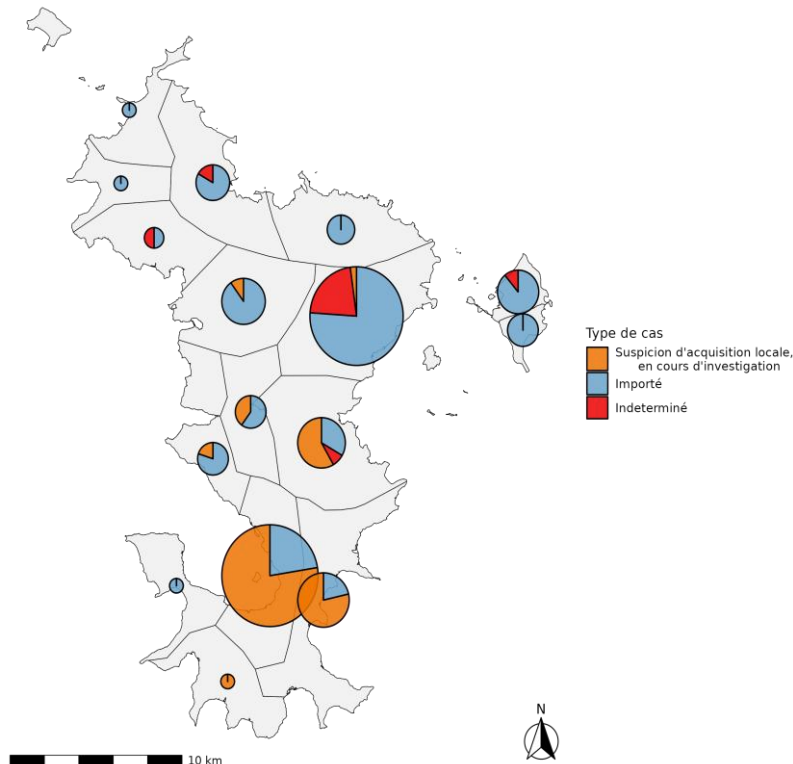 Type de cas
Suspicion d'acquisition locale,
en cours d'investigation
Importé
Indeterminé
N
10 km